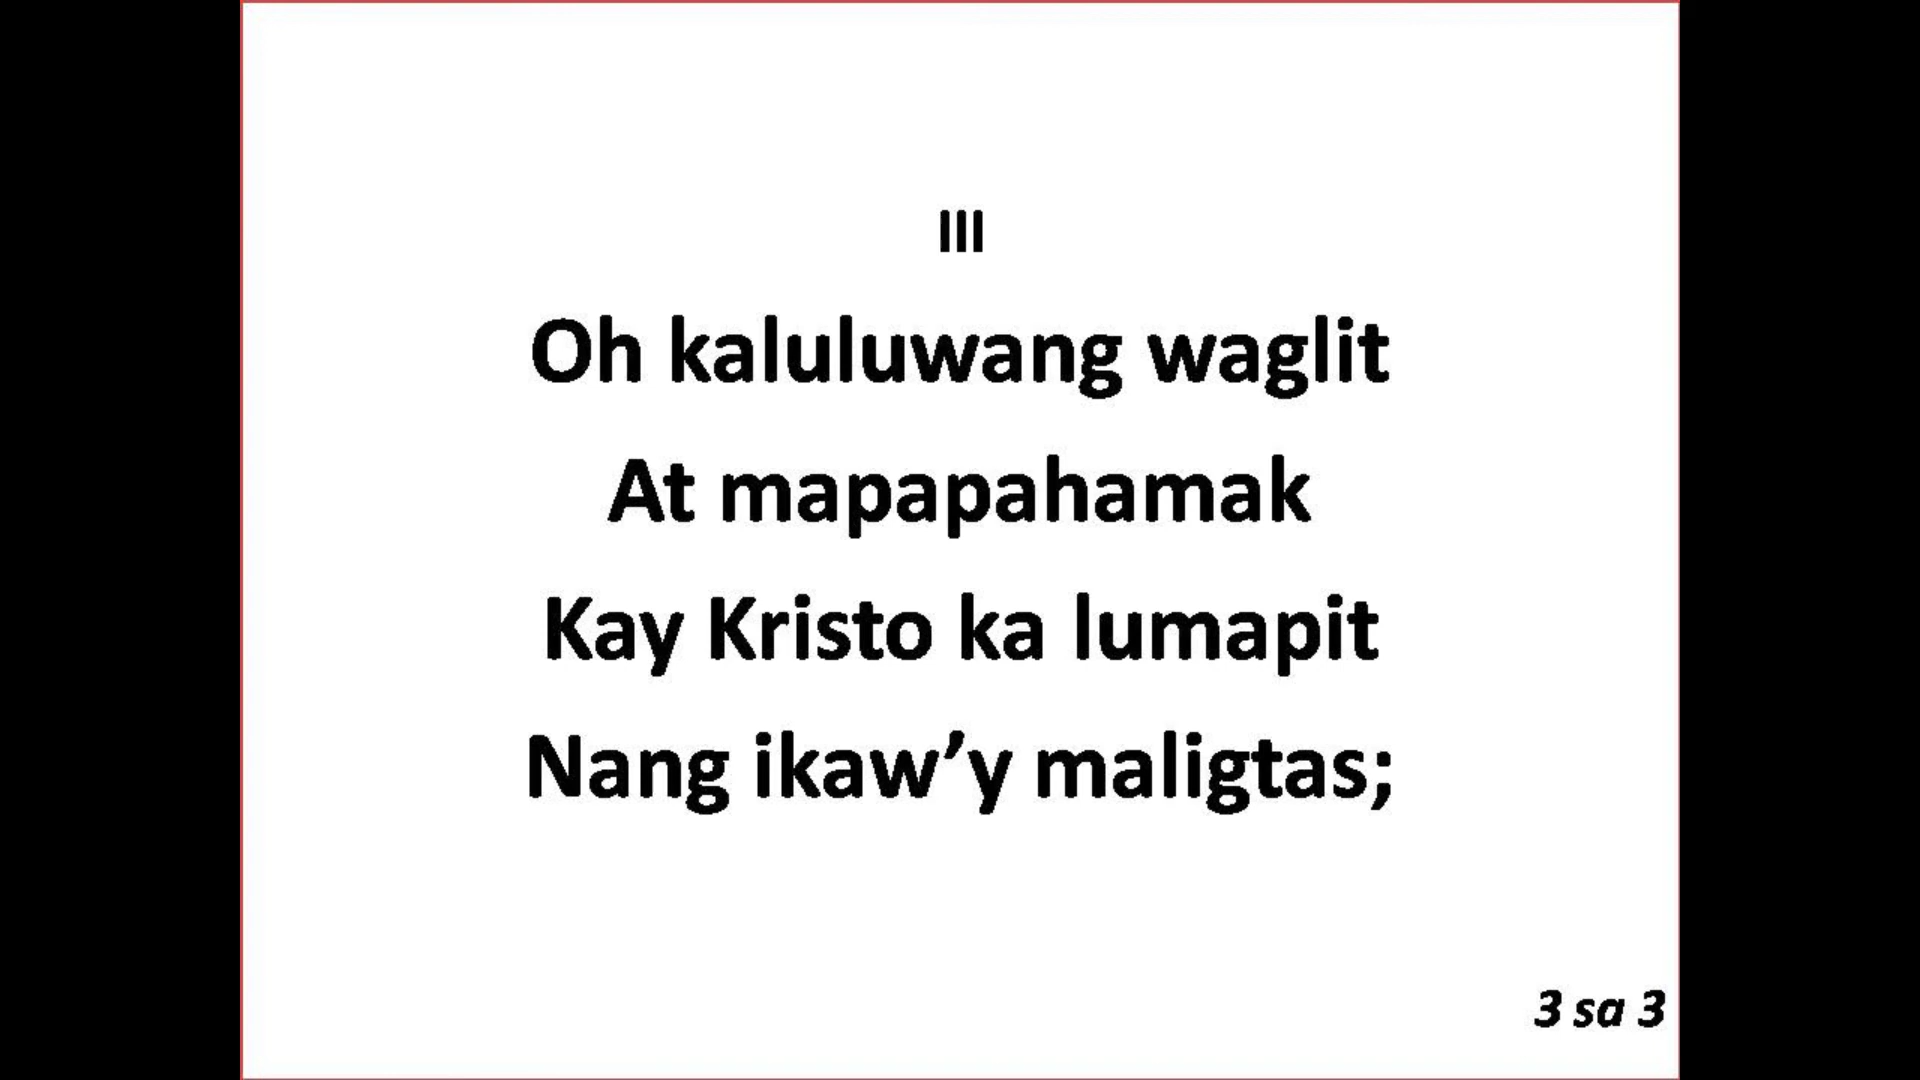 III
Oh kaluluwang waglit
At mapapahamak
Kay Kristo ka lumapit
Nang ikaw’y maligtas;
3 sa 3